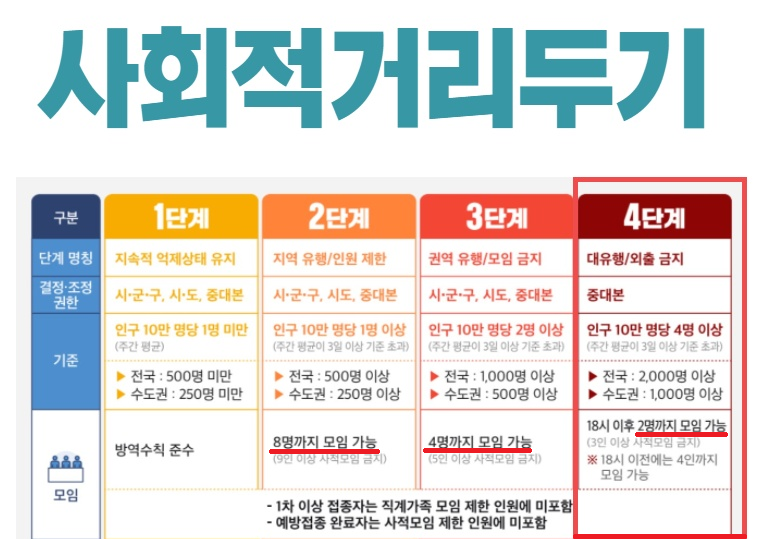 사회적거리두기
구분
1단계
2단계
3단계
4단계
단계 명칭
지속적 억제상태 유지
지역 유행/인원 제한
권역 유행/모임 금지
대유행/외출 금지
결정·조정
권한
시·군·구, 시·도, 중대본
시·군·구, 시도, 중대본
시·군·구, 시도, 중대본
중대본
기준
인구 10만 명당 1명 미만
(주간 평균)
▶ 전국 : 500명 미만
▶ 수도권 : 250명 미만
인구 10만 명당 1명 이상
(주간 평균이 3일 이상 기준 초과)
▶ 전국 : 500명 이상
▶ 수도권 : 250명 이상
인구 10만 명당 2명 이상
(주간 평균이 3일 이상 기준 초과)
▶ 전국 : 1,000명 이상
▶ 수도권 : 500명 이상
인구 10만 명당 4명 이상
(주간 평균이 3일 이상 기준 초과)
▶ 전국 : 2,000명 이상
▶ 수도권 : 1,000명 이상
모임
방역수칙 준수
8명까지 모임 가능
(9인 이상 사적모임 금지)
4명까지 모임 가능
(5인 이상 사적모임 금지)
18시 이후 2명까지 모임 가능
(3인 이상 사적모임 금지)
※ 18시 이전에는 4인까지
모임 가능
- 1차 이상 접종자는 직계가족 모임 제한 인원에 미포함
- 예방접종 완료자는 사적모임 제한 인원에 미포함